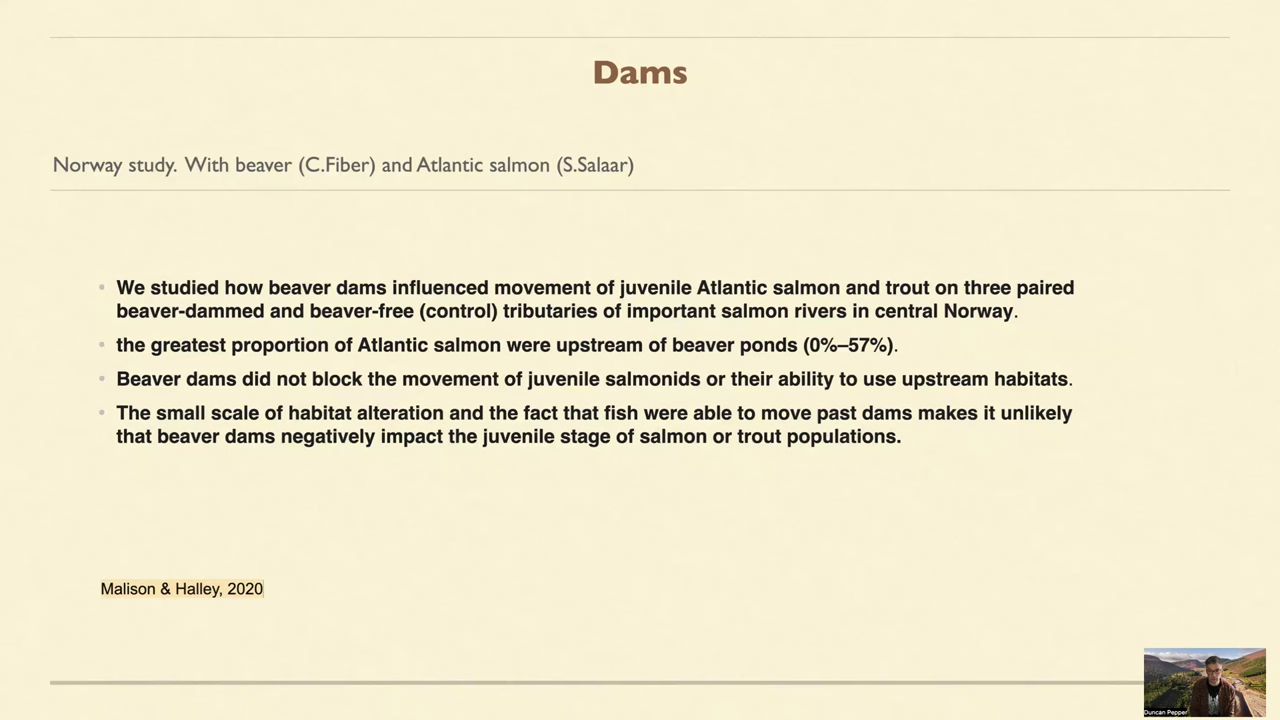 Dams
Norway study. With beaver (C.Fiber) and Atlantic salmon (S.Salaar)
• We studied how beaver dams influenced movement of juvenile Atlantic salmon and trout on three paired
beaver-dammed and beaver-free (control) tributaries of important salmon rivers in central Norway.
• the greatest proportion of Atlantic salmon were upstream of beaver ponds (0%–57%).
• Beaver dams did not block the movement of juvenile salmonids or their ability to use upstream habitats.
• The small scale of habitat alteration and the fact that fish were able to move past dams makes it unlikely
that beaver dams negatively impact the juvenile stage of salmon or trout populations.
Malison & Halley, 2020
Duncan Pepper